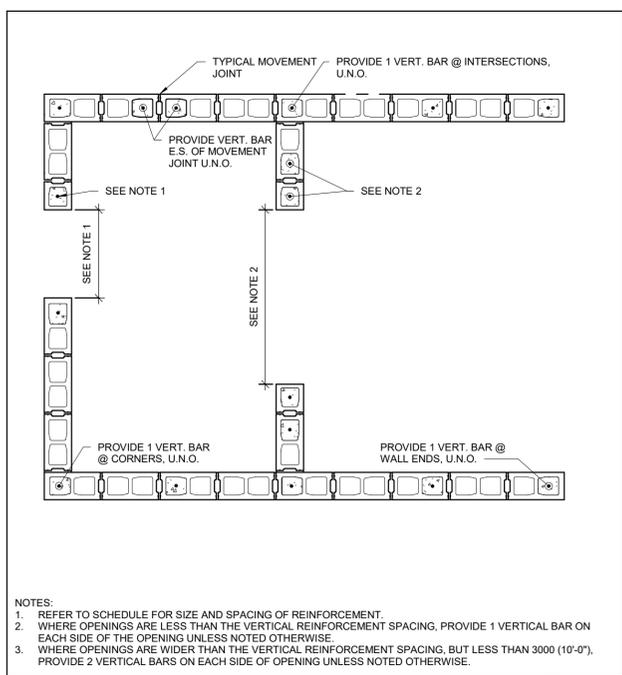 TYPICAL MOVEMENT
JOINT
PROVIDE 1 VERT. BAR @ INTERSECTIONS,
U.N.O.
PROVIDE VERT. BAR
E.S. OF MOVEMENT
JOINT U.N.O.
SEE NOTE 1
SEE NOTE 2
SEE NOTE 1
SEE NOTE 2
PROVIDE 1 VERT. BAR
@ CORNERS, U.N.O.
PROVIDE 1 VERT. BAR @
WALL ENDS, U.N.O.
NOTES:
1. REFER TO SCHEDULE FOR SIZE AND SPACING OF REINFORCEMENT.
2. WHERE OPENINGS ARE LESS THAN THE VERTICAL REINFORCEMENT SPACING, PROVIDE 1 VERTICAL BAR ON
EACH SIDE OF THE OPENING UNLESS NOTED OTHERWISE.
3. WHERE OPENINGS ARE WIDER THAN THE VERTICAL REINFORCEMENT SPACING, BUT LESS THAN 3000 (10'-0"),
PROVIDE 2 VERTICAL BARS ON EACH SIDE OF OPENING UNLESS NOTED OTHERWISE.